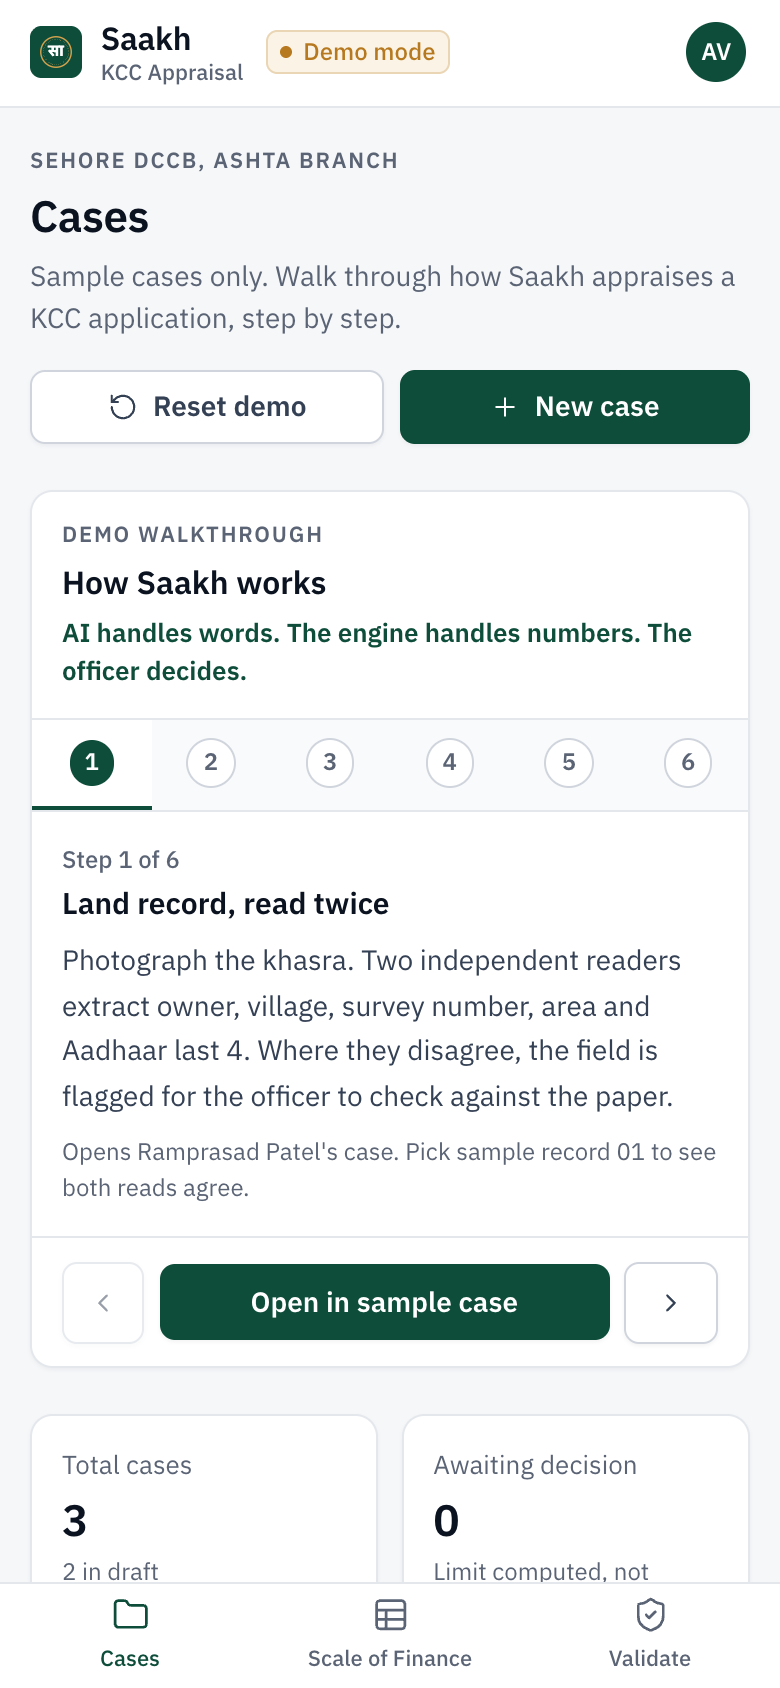 सा
Saakh
KCC Appraisal
Demo mode
AV
SEHORE DCCB, ASHTA BRANCH
Cases
Sample cases only. Walk through how Saakh appraises a
KCC application, step by step.
Reset demo
New case
DEMO WALKTHROUGH
How Saakh works
AI handles words. The engine handles numbers. The
officer decides.
1 2 3 4 5 6
Step 1 of 6
Land record, read twice
Photograph the khasra. Two independent readers
extract owner, village, survey number, area and
Aadhaar last 4. Where they disagree, the field is
flagged for the officer to check against the paper.
Opens Ramprasad Patel's case. Pick sample record 01 to see
both reads agree.
Open in sample case
Total cases
3
2 in draft
Awaiting decision
0
Limit computed, not
Cases
Scale of Finance
Validate